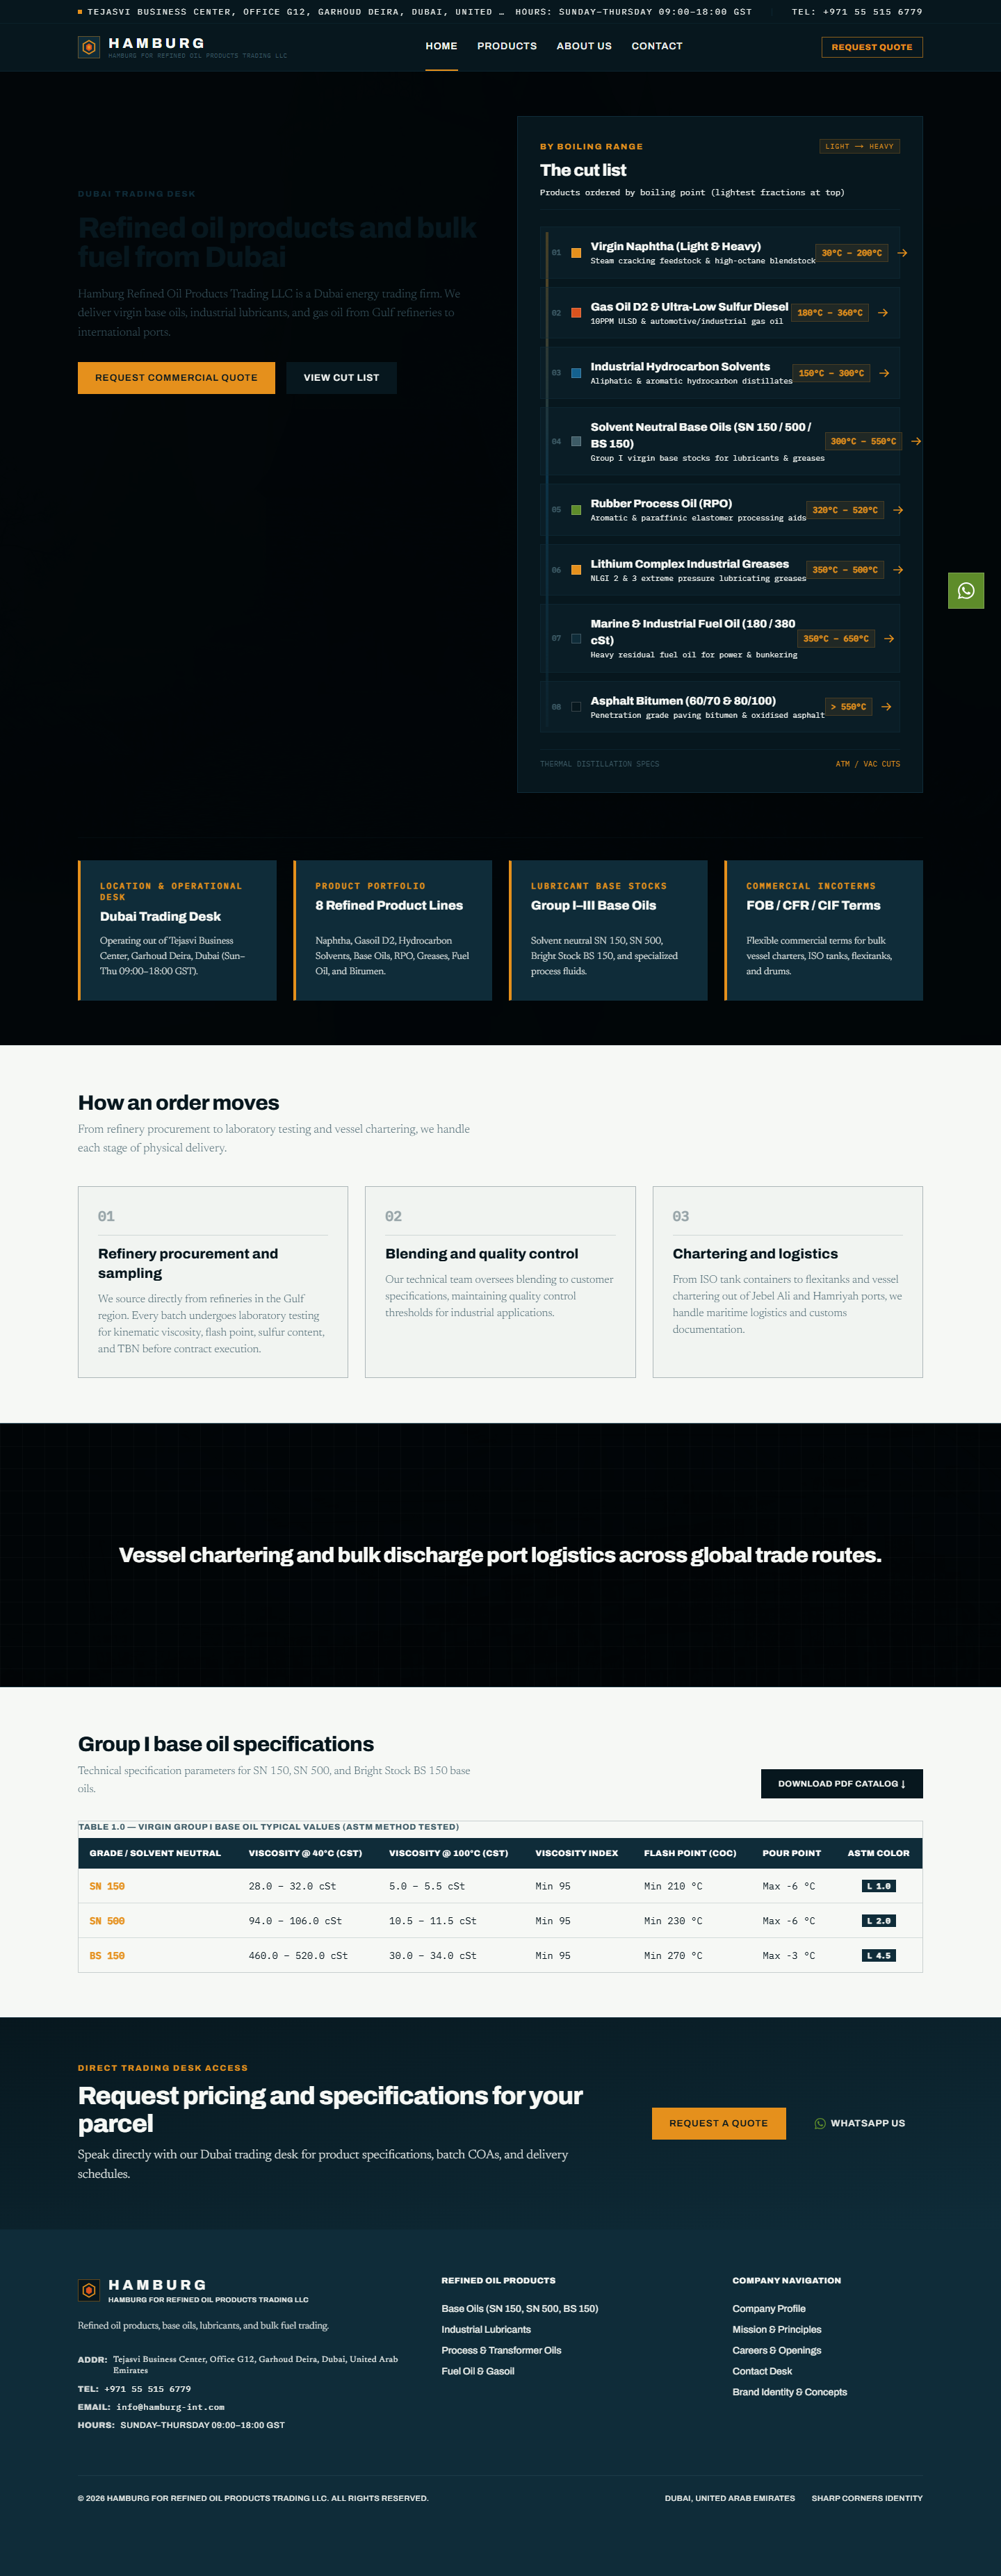 TEJASVI BUSINESS CENTER, OFFICE G12, GARHOUD DEIRA, DUBAI, UNITED … HOURS: SUNDAY–THURSDAY 09:00–18:00 GST TEL: +971 55 515 6779
HAMBURG
HAMBURG FOR REFINED OIL PRODUCTS TRADING LLC
HOME PRODUCTS ABOUT US CONTACT
REQUEST QUOTE
DUBAI TRADING DESK
Refined oil products and bulk
fuel from Dubai
Hamburg Refined Oil Products Trading LLC is a Dubai energy trading firm. We
deliver virgin base oils, industrial lubricants, and gas oil from Gulf refineries to
international ports.
REQUEST COMMERCIAL QUOTE VIEW CUT LIST
BY BOILING RANGE LIGHT ⟶ HEAVY
The cut list
Products ordered by boiling point (lightest fractions at top)
01 Virgin Naphtha (Light & Heavy) 30°C – 200°C →
Steam cracking feedstock & high-octane blendstock
02 Gas Oil D2 & Ultra-Low Sulfur Diesel 180°C – 360°C →
10PPM ULSD & automotive/industrial gas oil
03 Industrial Hydrocarbon Solvents 150°C – 300°C →
Aliphatic & aromatic hydrocarbon distillates
04 Solvent Neutral Base Oils (SN 150 / 500 /
BS 150) 300°C – 550°C →
Group I virgin base stocks for lubricants & greases
05 Rubber Process Oil (RPO) 320°C – 520°C →
Aromatic & paraffinic elastomer processing aids
06 Lithium Complex Industrial Greases 350°C – 500°C →
NLGI 2 & 3 extreme pressure lubricating greases
07 Marine & Industrial Fuel Oil (180 / 380
cSt) 350°C – 650°C →
Heavy residual fuel oil for power & bunkering
08 Asphalt Bitumen (60/70 & 80/100) > 550°C →
Penetration grade paving bitumen & oxidised asphalt
THERMAL DISTILLATION SPECS ATM / VAC CUTS
LOCATION & OPERATIONAL
DESK
Dubai Trading Desk
Operating out of Tejasvi Business
Center, Garhoud Deira, Dubai (Sun–
Thu 09:00–18:00 GST).
PRODUCT PORTFOLIO
8 Refined Product Lines
Naphtha, Gasoil D2, Hydrocarbon
Solvents, Base Oils, RPO, Greases, Fuel
Oil, and Bitumen.
LUBRICANT BASE STOCKS
Group I–III Base Oils
Solvent neutral SN 150, SN 500,
Bright Stock BS 150, and specialized
process fluids.
COMMERCIAL INCOTERMS
FOB / CFR / CIF Terms
Flexible commercial terms for bulk
vessel charters, ISO tanks, flexitanks,
and drums.
How an order moves
From refinery procurement to laboratory testing and vessel chartering, we handle
each stage of physical delivery.
01
Refinery procurement and
sampling
We source directly from refineries in the Gulf
region. Every batch undergoes laboratory testing
for kinematic viscosity, flash point, sulfur content,
and TBN before contract execution.
02
Blending and quality control
Our technical team oversees blending to customer
specifications, maintaining quality control
thresholds for industrial applications.
03
Chartering and logistics
From ISO tank containers to flexitanks and vessel
chartering out of Jebel Ali and Hamriyah ports, we
handle maritime logistics and customs
documentation.
Vessel chartering and bulk discharge port logistics across global trade routes.
Group I base oil specifications
Technical specification parameters for SN 150, SN 500, and Bright Stock BS 150 base
oils.
DOWNLOAD PDF CATALOG ↓
TABLE 1.0 — VIRGIN GROUP I BASE OIL TYPICAL VALUES (ASTM METHOD TESTED)
GRADE / SOLVENT NEUTRAL VISCOSITY @ 40°C (CST) VISCOSITY @ 100°C (CST) VISCOSITY INDEX FLASH POINT (COC) POUR POINT ASTM COLOR
SN 150 28.0 – 32.0 cSt 5.0 – 5.5 cSt Min 95 Min 210 °C Max -6 °C L 1.0
SN 500 94.0 – 106.0 cSt 10.5 – 11.5 cSt Min 95 Min 230 °C Max -6 °C L 2.0
BS 150 460.0 – 520.0 cSt 30.0 – 34.0 cSt Min 95 Min 270 °C Max -3 °C L 4.5
DIRECT TRADING DESK ACCESS
Request pricing and specifications for your
parcel
Speak directly with our Dubai trading desk for product specifications, batch COAs, and delivery
schedules.
REQUEST A QUOTE WHATSAPP US
HAMBURG
HAMBURG FOR REFINED OIL PRODUCTS TRADING LLC
Refined oil products, base oils, lubricants, and bulk fuel trading.
ADDR: Tejasvi Business Center, Office G12, Garhoud Deira, Dubai, United Arab
Emirates
TEL: +971 55 515 6779
EMAIL: info@hamburg-int.com
HOURS: SUNDAY–THURSDAY 09:00–18:00 GST
REFINED OIL PRODUCTS
Base Oils (SN 150, SN 500, BS 150)
Industrial Lubricants
Process & Transformer Oils
Fuel Oil & Gasoil
COMPANY NAVIGATION
Company Profile
Mission & Principles
Careers & Openings
Contact Desk
Brand Identity & Concepts
© 2026 HAMBURG FOR REFINED OIL PRODUCTS TRADING LLC. ALL RIGHTS RESERVED.
DUBAI, UNITED ARAB EMIRATES SHARP CORNERS IDENTITY